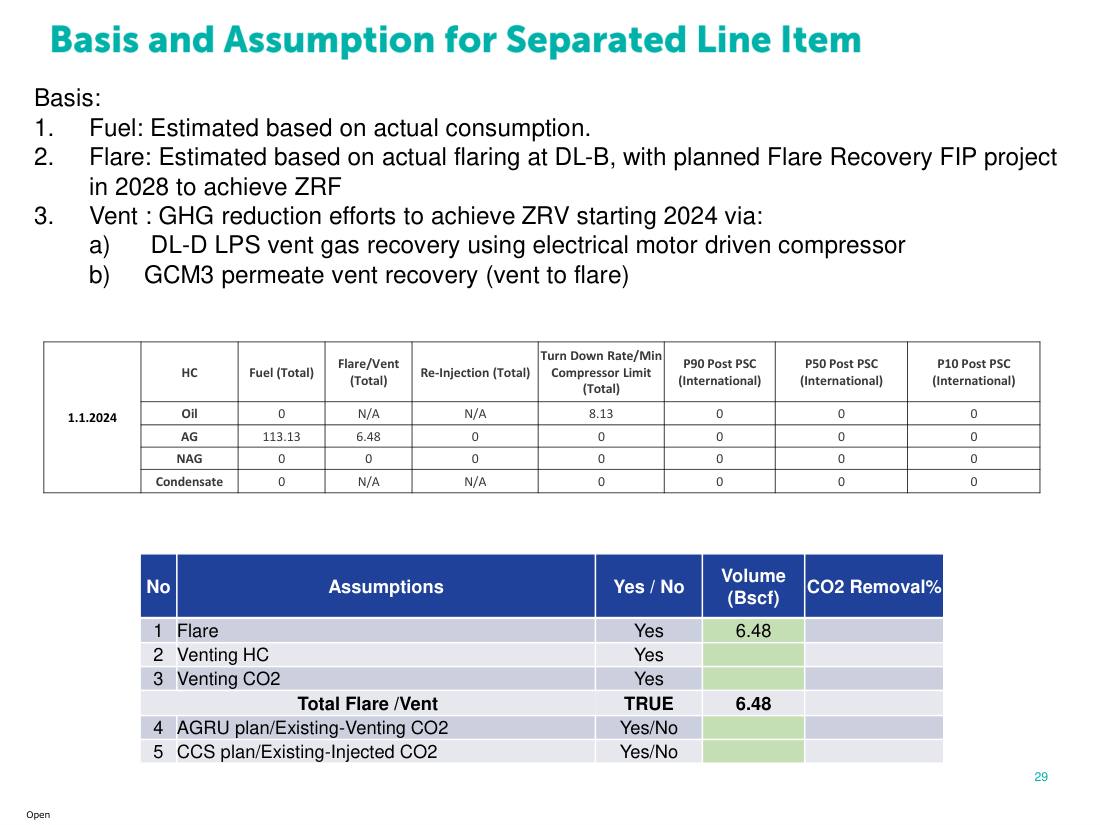 Basis and Assumption for Separated Line Item
Basis:
1. Fuel: Estimated based on actual consumption.
2. Flare: Estimated based on actual flaring at DL-B, with planned Flare Recovery FIP project
in 2028 to achieve ZRF
3. Vent : GHG reduction efforts to achieve ZRV starting 2024 via:
a) DL-D LPS vent gas recovery using electrical motor driven compressor
b) GCM3 permeate vent recovery (vent to flare)
1.1.2024
HC Fuel (Total) Flare/Vent (Total) Re-Injection (Total) Turn Down Rate/Min Compressor Limit (Total) P90 Post PSC (International) P50 Post PSC (International) P10 Post PSC (International)
Oil 0 N/A N/A 8.13 0 0 0
AG 113.13 6.48 0 0 0 0 0
NAG 0 0 0 0 0 0 0
Condensate 0 N/A N/A 0 0 0 0
No Assumptions Yes / No Volume (Bscf) CO2 Removal%
1 Flare Yes 6.48
2 Venting HC Yes
3 Venting CO2 Yes
Total Flare /Vent TRUE 6.48
4 AGRU plan/Existing-Venting CO2 Yes/No
5 CCS plan/Existing-Injected CO2 Yes/No
29
Open